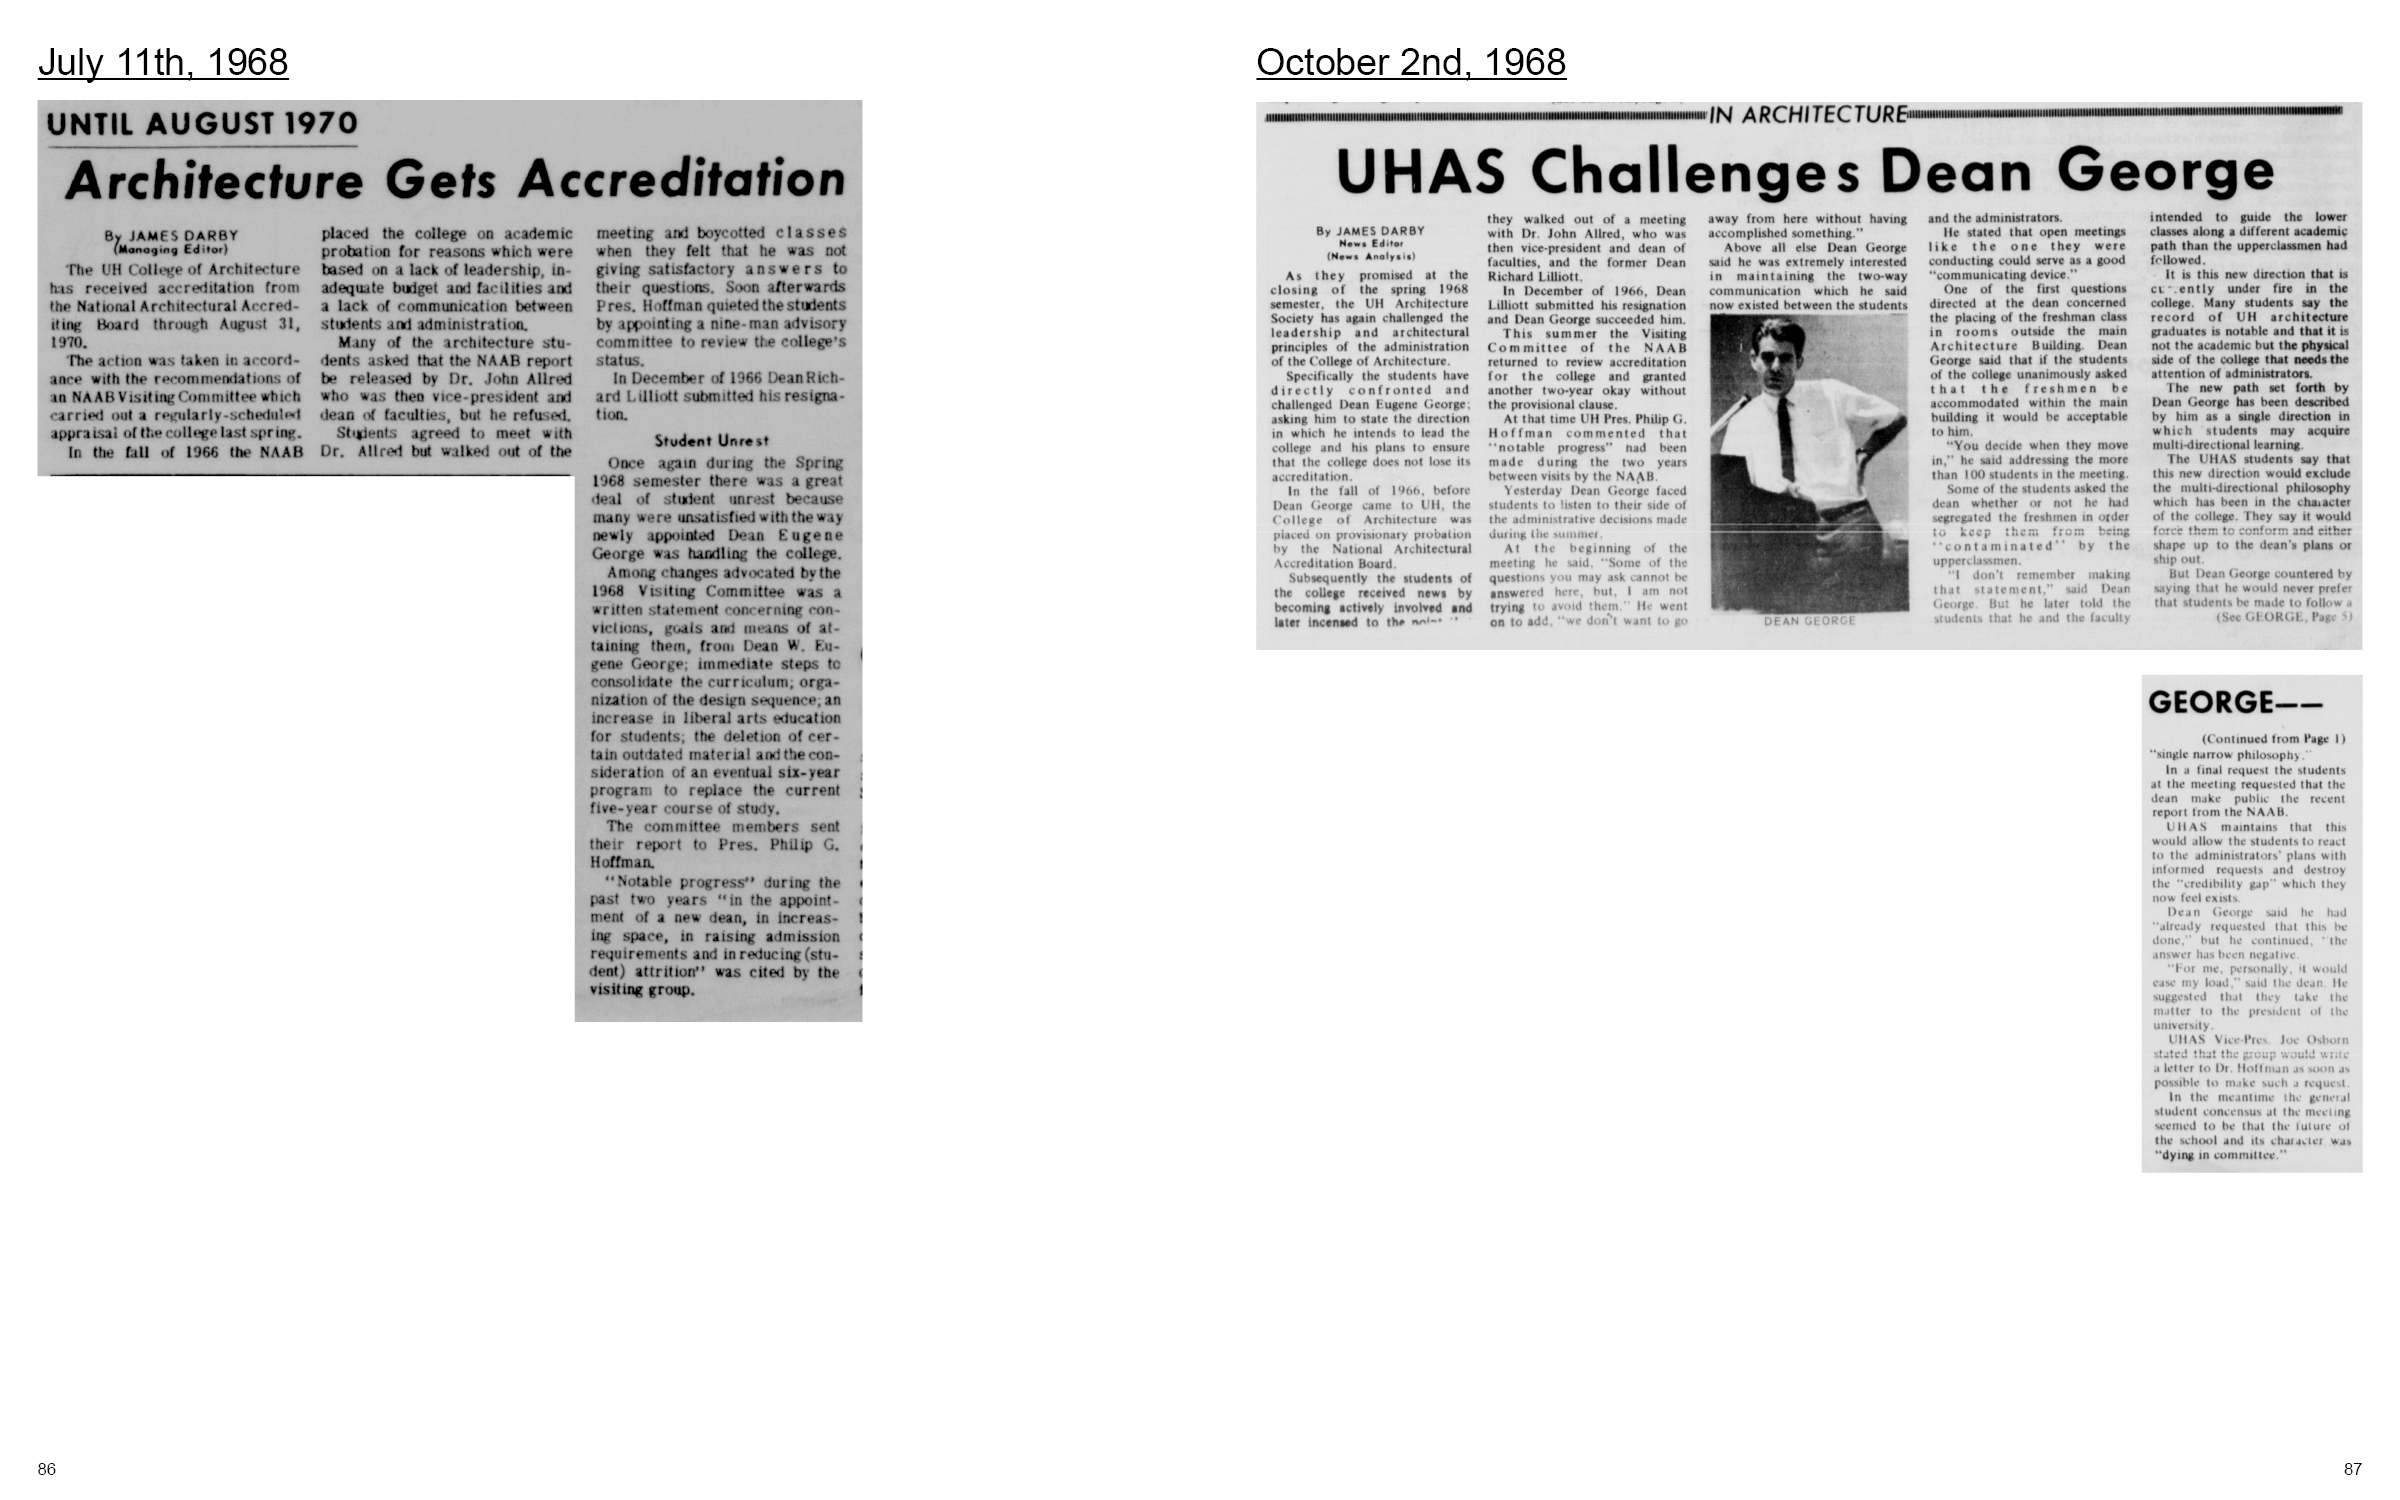 July 11th, 1968
UNTIL AUGUST 1970
Architecture Gets Accreditation
By JAMES DARBY
(Managing Editor)
The UH College of Architecture
has received accreditation from
the National Architectural Accred-
iting Board through August 31,
1970.
The action was taken in accord-
ance with the recommendations of
an NAAB Visiting Committee which
carried out a regularly-scheduled
appraisal of the college last spring.
In the fall of 1966 the NAAB
placed the college on academic
probation for reasons which were
based on a lack of leadership, in-
adequate budget and facilities and
a lack of communication between
students and administration.
Many of the architecture stu-
dents asked that the NAAB report
be released by Dr. John Allred
who was then vice-president and
dean of faculties, but he refused.
Students agreed to meet with
Dr. Allred but walked out of the
meeting and boycotted classes
when they felt that he was not
giving satisfactory answers to
their questions. Soon afterwards
Pres. Hoffman quieted the students
by appointing a nine-man advisory
committee to review the college's
status.
In December of 1966 Dean Rich-
ard Lilliott submitted his resigna-
tion.
Student Unrest
Once again during the Spring
1968 semester there was a great
deal of student unrest because
many were unsatisfied with the way
newly appointed Dean Eugene
George was handling the college.
Among changes advocated by the
1968 Visiting Committee was a
written statement concerning con-
victions, goals and means of at-
taining them, from Dean W. Eu-
gene George; immediate steps to
consolidate the curriculum; orga-
nization of the design sequence; an
increase in liberal arts education
for students; the deletion of cer-
tain outdated material and the con-
sideration of an eventual six-year
program to replace the current
five-year course of study.
The committee members sent
their report to Pres. Philip G.
Hoffman.
"Notable progress" during the
past two years "in the appoint-
ment of a new dean, in increas-
ing space, in raising admission
requirements and in reducing (stu-
dent) attrition" was cited by the
visiting group.
86
October 2nd, 1968
IN ARCHITECTURE
UHAS Challenges Dean George
By JAMES DARBY
News Editor
(News Analysis)
As they promised at the
closing of the spring 1968
semester, the UH Architecture
Society has again challenged the
leadership and architectural
principles of the administration
of the College of Architecture.
Specifically the students have
directly confronted and
challenged Dean Eugene George;
asking him to state the direction
in which he intends to lead the
college and his plans to ensure
that the college does not lose its
accreditation.
In the fall of 1966, before
Dean George came to UH, the
College of Architecture was
placed on provisionary probation
by the National Architectural
Accreditation Board.
Subsequently the students of
the college received news by
becoming actively involved and
later incensed to the
they walked out of a meeting
with Dr. John Allred, who was
then vice-president and dean of
faculties, and the former Dean
Richard Lilliott.
In December of 1966, Dean
Lilliott submitted his resignation
and Dean George succeeded him.
This summer the Visiting
Committee of the NAAB
returned to review accreditation
for the college and granted
another two-year okay without
the provisional clause.
At that time UH Pres. Philip G.
Hoffman commented that
"notable progress" had been
made during the two years
between visits by the NAAB.
Yesterday Dean George faced
students to listen to their side of
the administrative decisions made
during the summer.
At the beginning of the
meeting he said, "Some of the
questions you may ask cannot be
answered here, but, I am not
trying to avoid them." He went
on to add, "we don't want to go
away from here without having
accomplished something."
Above all else Dean George
said he was extremely interested
in maintaining the two-way
communication which he said
now existed between the students
DEAN GEORGE
and the administrators.
He stated that open meetings
like the one they were
conducting could serve as a good
"communicating device."
One of the first questions
directed at the dean concerned
the placing of the freshman class
in rooms outside the main
Architecture Building. Dean
George said that if the students
of the college unanimously asked
that the freshmen be
accommodated within the main
building it would be acceptable
to him.
"You decide when they move
in," he said addressing the more
than 100 students in the meeting.
Some of the students asked the
dean whether or not he had
segregated the freshmen in order
to keep them from being
"contaminated" by the
upperclassmen.
"I don't remember making
that statement," said Dean
George. But he later told the
students that he and the faculty
intended to guide the lower
classes along a different academic
path than the upperclassmen had
followed.
It is this new direction that is
under fire in the
college. Many students say the
record of UH architecture
graduates is notable and that it is
not the academic but the physical
side of the college that needs the
attention of administrators.
The new path set forth by
Dean George has been described
by him as a single direction in
which students may acquire
multi-directional learning.
The UHAS students say that
this new direction would exclude
the multi-directional philosophy
which has been in the character
of the college. They say it would
force them to conform and either
shape up to the dean's plans or
ship out.
But Dean George countered by
saying that he would never prefer
that students be made to follow a
(See GEORGE, Page 5)
GEORGE——
(Continued from Page 1)
"single narrow philosophy."
In a final request the students
at the meeting requested that the
dean make public the recent
report from the NAAB.
UHAS maintains that this
would allow the students to react
to the administrators' plans with
informed requests and destroy
the "credibility gap" which they
now feel exists.
Dean George said he had
"already requested that this be
done," but he continued, "the
answer has been negative.
"For me, personally, it would
ease my load," said the dean. He
suggested that they take the
matter to the president of the
university.
UHAS Vice-Pres. Joe Osborn
stated that the group would write
a letter to Dr. Hoffman as soon as
possible to make such a request.
In the meantime the general
student concensus at the meeting
seemed to be that the future of
the school and its character was
"dying in committee."
87